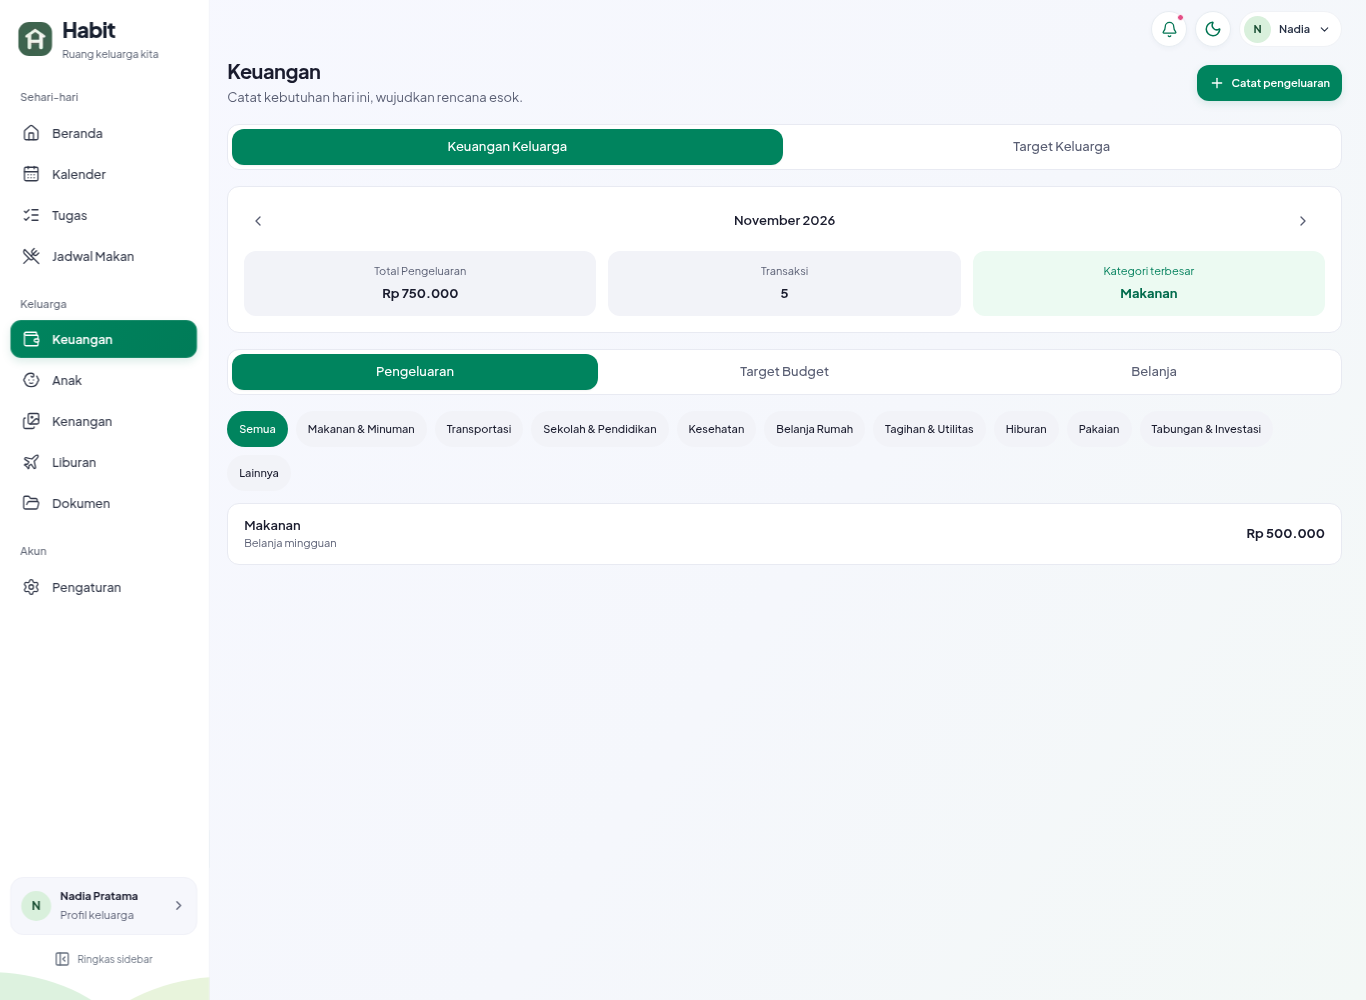 Habit
Ruang keluarga kita
Sehari-hari
Beranda
Kalender
Tugas
Jadwal Makan
Keluarga
Keuangan
Anak
Kenangan
Liburan
Dokumen
Akun
Pengaturan
N
Nadia Pratama
Profil keluarga
Ringkas sidebar
N
Nadia
Keuangan
Catat kebutuhan hari ini, wujudkan rencana esok.
Catat pengeluaran
Keuangan Keluarga
Target Keluarga
November 2026
Total Pengeluaran
Rp 750.000
Transaksi
5
Kategori terbesar
Makanan
Pengeluaran
Target Budget
Belanja
Semua
Makanan & Minuman
Transportasi
Sekolah & Pendidikan
Kesehatan
Belanja Rumah
Tagihan & Utilitas
Hiburan
Pakaian
Tabungan & Investasi
Lainnya
Makanan
Belanja mingguan
Rp 500.000